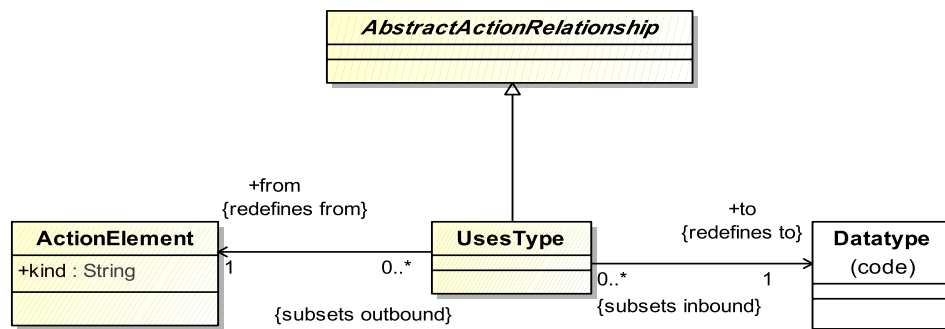 AbstractActionRelationship
+from
{redefines from}
+to
{redefines to}
ActionElement
+kind : String
UsesType
Datatype
(code)
1
0..*
0..*
1
{subsets outbound}
{subsets inbound}